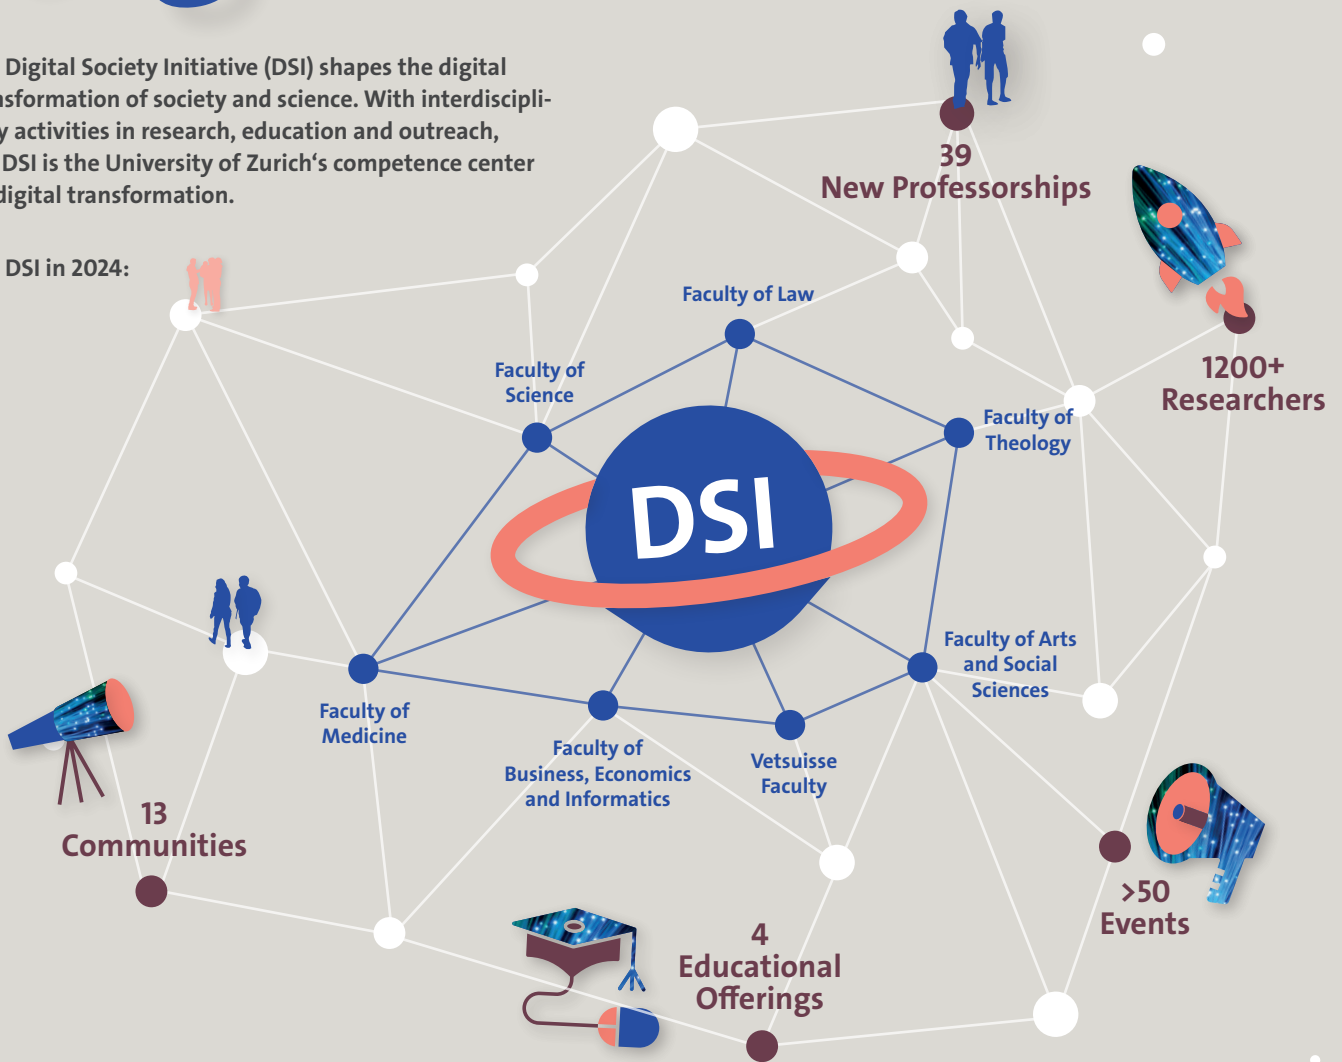 Digital Society Initiative (DSI) shapes the digital
nsformation of society and science. With interdiscipli-
y activities in research, education and outreach,
DSI is the University of Zurich‘s competence center
digital transformation.
DSI in 2024:
39
New Professorships
1200+
Researchers
Faculty of Law
Faculty of
Science
Faculty of
Theology
DSI
Faculty of Arts
and Social
Sciences
Faculty of
Medicine
Faculty of
Business, Economics
and Informatics
Vetsuisse
Faculty
13
Communities
>50
Events
4
Educational
Offerings